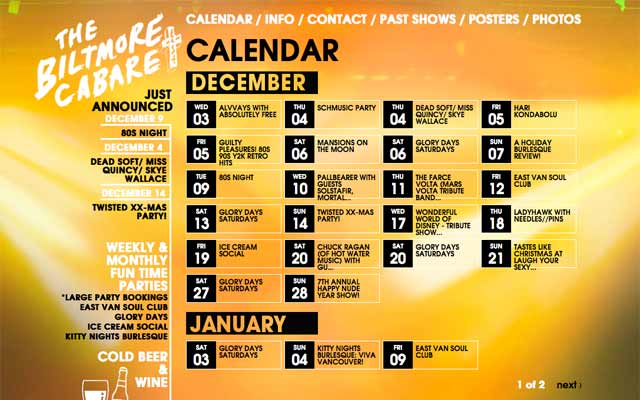 THE
BILTMORE
CABARET
CALENDAR / INFO / CONTACT / PAST SHOWS / POSTERS / PHOTOS
CALENDAR
JUST
ANNOUNCED
DECEMBER 9
80S NIGHT
DECEMBER 4
DEAD SOFT/ MISS
QUINCY/ SKYE
WALLACE
DECEMBER 14
TWISTED XX-MAS
PARTY!
WEEKLY &
MONTHLY
FUN TIME
PARTIES
*LARGE PARTY BOOKINGS
EAST VAN SOUL CLUB
GLORY DAYS
ICE CREAM SOCIAL
KITTY NIGHTS BURLESQUE
COLD BEER
& WINE
DECEMBER
WED
03
ALVVAYS WITH
ABSOLUTELY FREE
THU
04
SCHMUSIC PARTY
THU
04
DEAD SOFT/ MISS
QUINCY/ SKYE
WALLACE
FRI
05
HARI
KONDABOLU
FRI
05
GUILTY
PLEASURES! 80S
90S Y2K RETRO
HITS
SAT
06
MANSIONS ON
THE MOON
SAT
06
GLORY DAYS
SATURDAYS
SUN
07
A HOLIDAY
BURLESQUE
REVIEW!
TUE
09
80S NIGHT
WED
10
PALLBEARER WITH
GUESTS
SOLSTAFIR,
MORTAL...
THU
11
THE FARCE
VOLTA (MARS
VOLTA TRIBUTE
BAND...
FRI
12
EAST VAN SOUL
CLUB
SAT
13
GLORY DAYS
SATURDAYS
SUN
14
TWISTED XX-MAS
PARTY!
WED
17
WONDERFUL
WORLD OF
DISNEY - TRIBUTE
SHOW...
THU
18
LADYHAWK WITH
NEEDLES//PINS
FRI
19
ICE CREAM
SOCIAL
SAT
20
CHUCK RAGAN
(OF HOT WATER
MUSIC) WITH
GU...
SAT
20
GLORY DAYS
SATURDAYS
SUN
21
TASTES LIKE
CHRISTMAS AT
LAUGH YOUR
SEXY...
SAT
27
GLORY DAYS
SATURDAYS
SUN
28
7TH ANNUAL
HAPPY NUDE
YEAR SHOW!
JANUARY
SAT
03
GLORY DAYS
SATURDAYS
SUN
04
KITTY NIGHTS
BURLESQUE: VIVA
VANCOUVER!
FRI
09
EAST VAN SOUL
CLUB
1 of 2 next ›